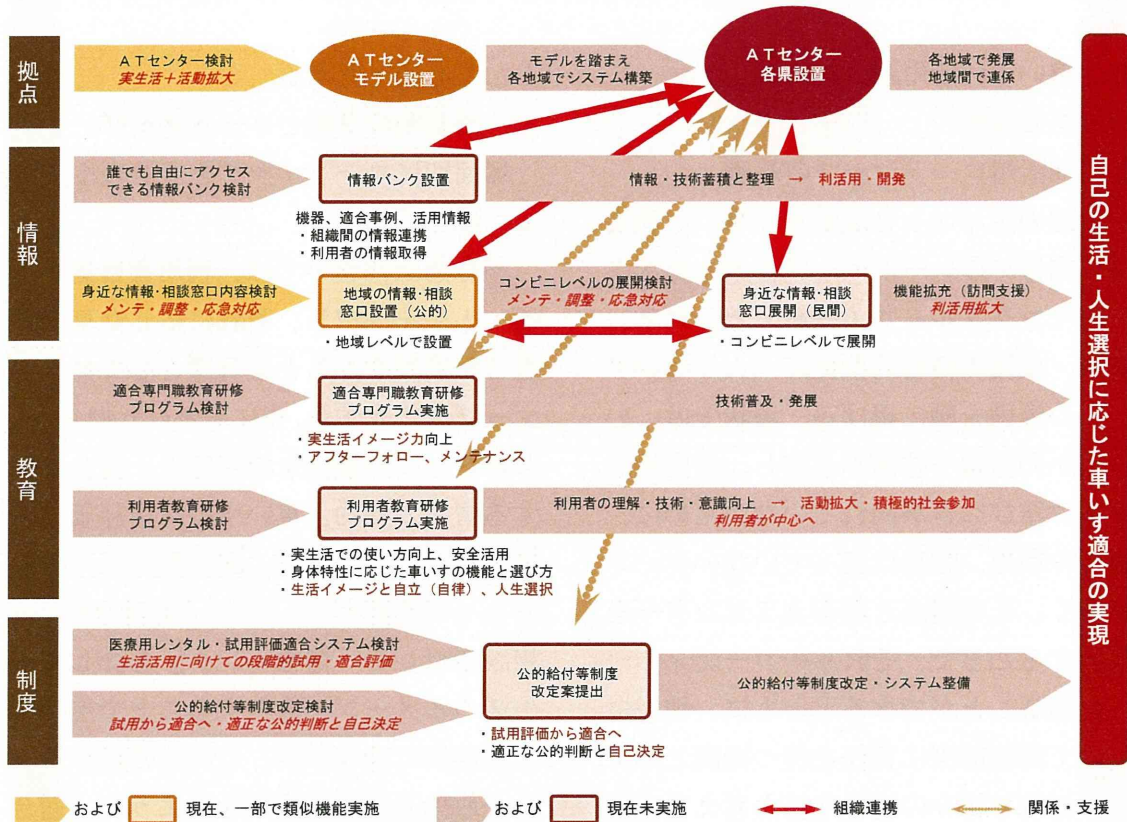 拠点
ATセンター検討
実生活+活動拡大
ATセンター
モデル設置
モデルを踏まえ
各地域でシステム構築
ATセンター
各県設置
各地域で発展
地域間で連係
情報
誰でも自由にアクセス
できる情報バンク検討
情報バンク設置
情報・技術蓄積と整理 → 利活用・開発
機器、適合事例、活用情報
・組織間の情報連携
・利用者の情報取得
身近な情報・相談窓口内容検討
メンテ・調整・応急対応
地域の情報・相談
窓口設置(公的)
コンビニレベルの展開検討
メンテ・調整・応急対応
身近な情報・相談
窓口展開(民間)
機能拡充(訪問支援)
利活用拡大
・地域レベルで設置
・コンビニレベルで展開
教育
適合専門職教育研修
プログラム検討
適合専門職教育研修
プログラム実施
技術普及・発展
・実生活イメージ力向上
・アフターフォロー、メンテナンス
利用者教育研修
プログラム検討
利用者教育研修
プログラム実施
利用者の理解・技術・意識向上 → 活動拡大・積極的社会参加
利用者が中心へ
・実生活での使い方向上、安全活用
・身体特性に応じた車いすの機能と選び方
・生活イメージと自立(自律)、人生選択
制度
医療用レンタル・試用評価適合システム検討
生活活用に向けての段階的試用・適合評価
公的給付等制度改定検討
試用から適合へ・適正な公的判断と自己決定
公的給付等制度
改定案提出
公的給付等制度改定・システム整備
・試用評価から適合へ
・適正な公的判断と自己決定
自己の生活・人生選択に応じた車いす適合の実現
および 現在、一部で類似機能実施
および 現在未実施
組織連携
関係・支援